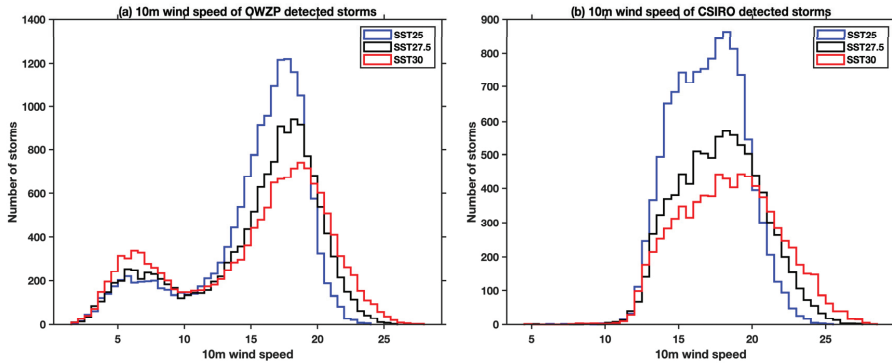 (a) 10m wind speed of OWZP detected storms
1400
1200
1000
800
600
400
200
0
Number of storms
5
10
15
20
25
10m wind speed
SST25
SST27.5
SST30
(b) 10m wind speed of CSIRO detected storms
900
800
700
600
500
400
300
200
100
0
Number of storms
5
10
15
20
25
10m wind speed
SST25
SST27.5
SST30